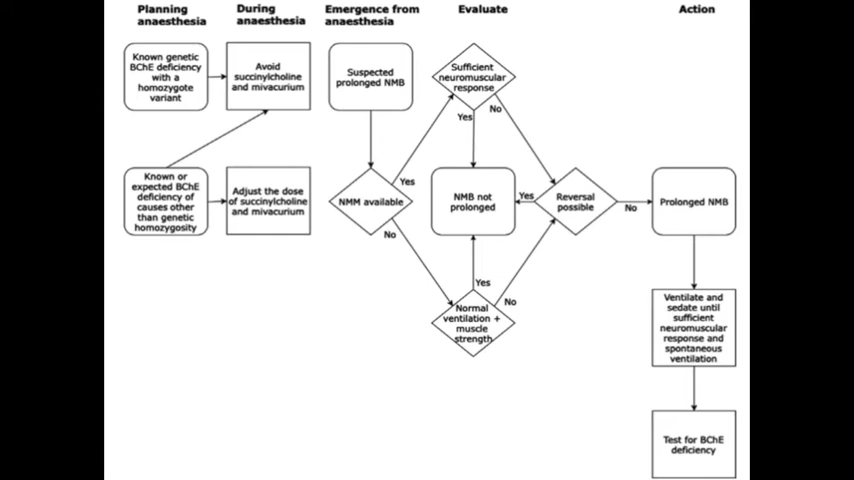 Planning
anaesthesia
During
anaesthesia
Emergence from
anaesthesia
Evaluate
Action
Known genetic
BChE deficiency
with a
homozygote
variant
Avoid
succinylcholine
and mivacurium
Suspected
prolonged NMB
Sufficient
neuromuscular
response
Yes
No
Known or
expected BChE
deficiency of
causes other
than genetic
homozygosity
Adjust the dose
of succinylcholine
and mivacurium
NMM available
Yes
No
NMB not
prolonged
Yes
Reversal
possible
No
Prolonged NMB
Yes
No
Normal
ventilation +
muscle
strength
Ventilate and
sedate until
sufficient
neuromuscular
response and
spontaneous
ventilation
Test for BChE
deficiency